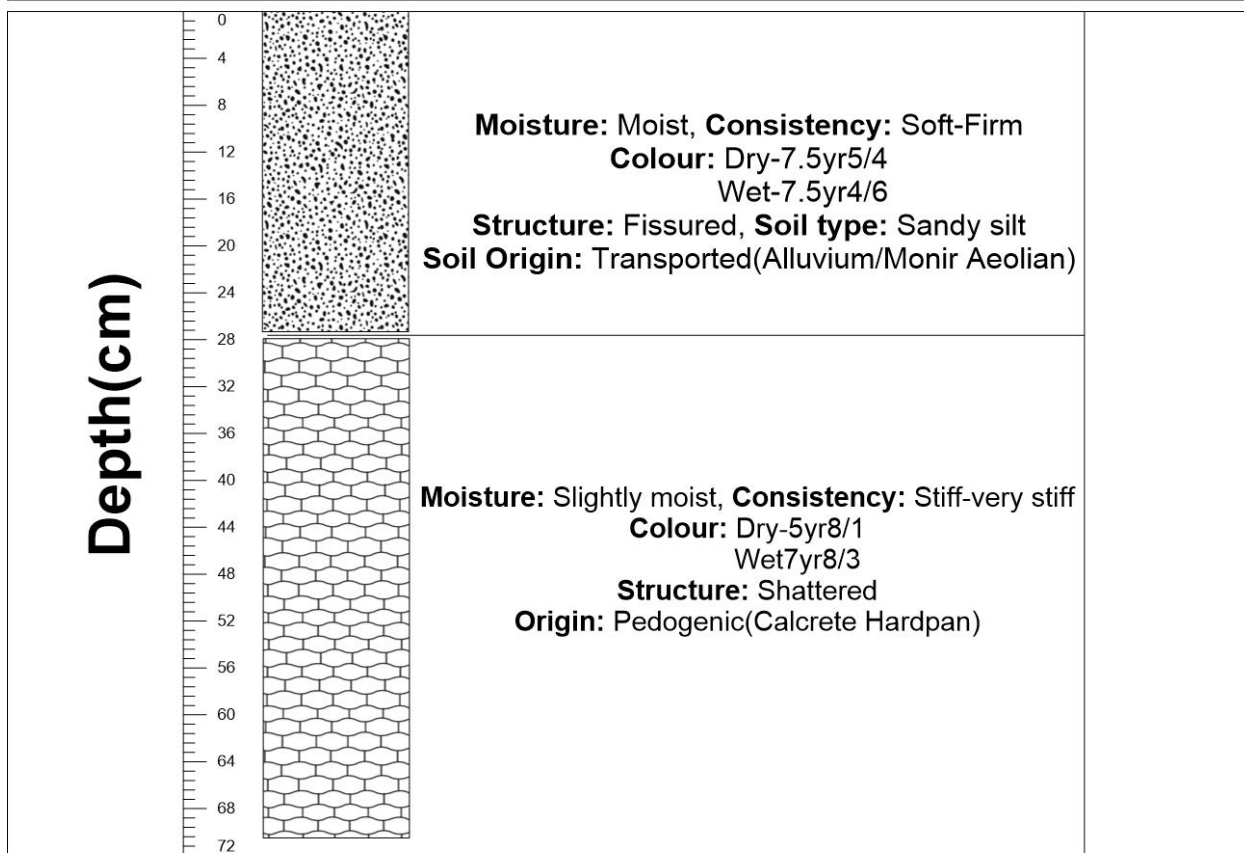 Depth(cm)
0
4
8
12
16
20
24
28
32
36
40
44
48
52
56
60
64
68
72
Moisture: Moist, Consistency: Soft-Firm
Colour: Dry-7.5yr5/4
Wet-7.5yr4/6
Structure: Fissured, Soil type: Sandy silt
Soil Origin: Transported(Alluvium/Monir Aeolian)
Moisture: Slightly moist, Consistency: Stiff-very stiff
Colour: Dry-5yr8/1
Wet7yr8/3
Structure: Shattered
Origin: Pedogenic(Calcrete Hardpan)